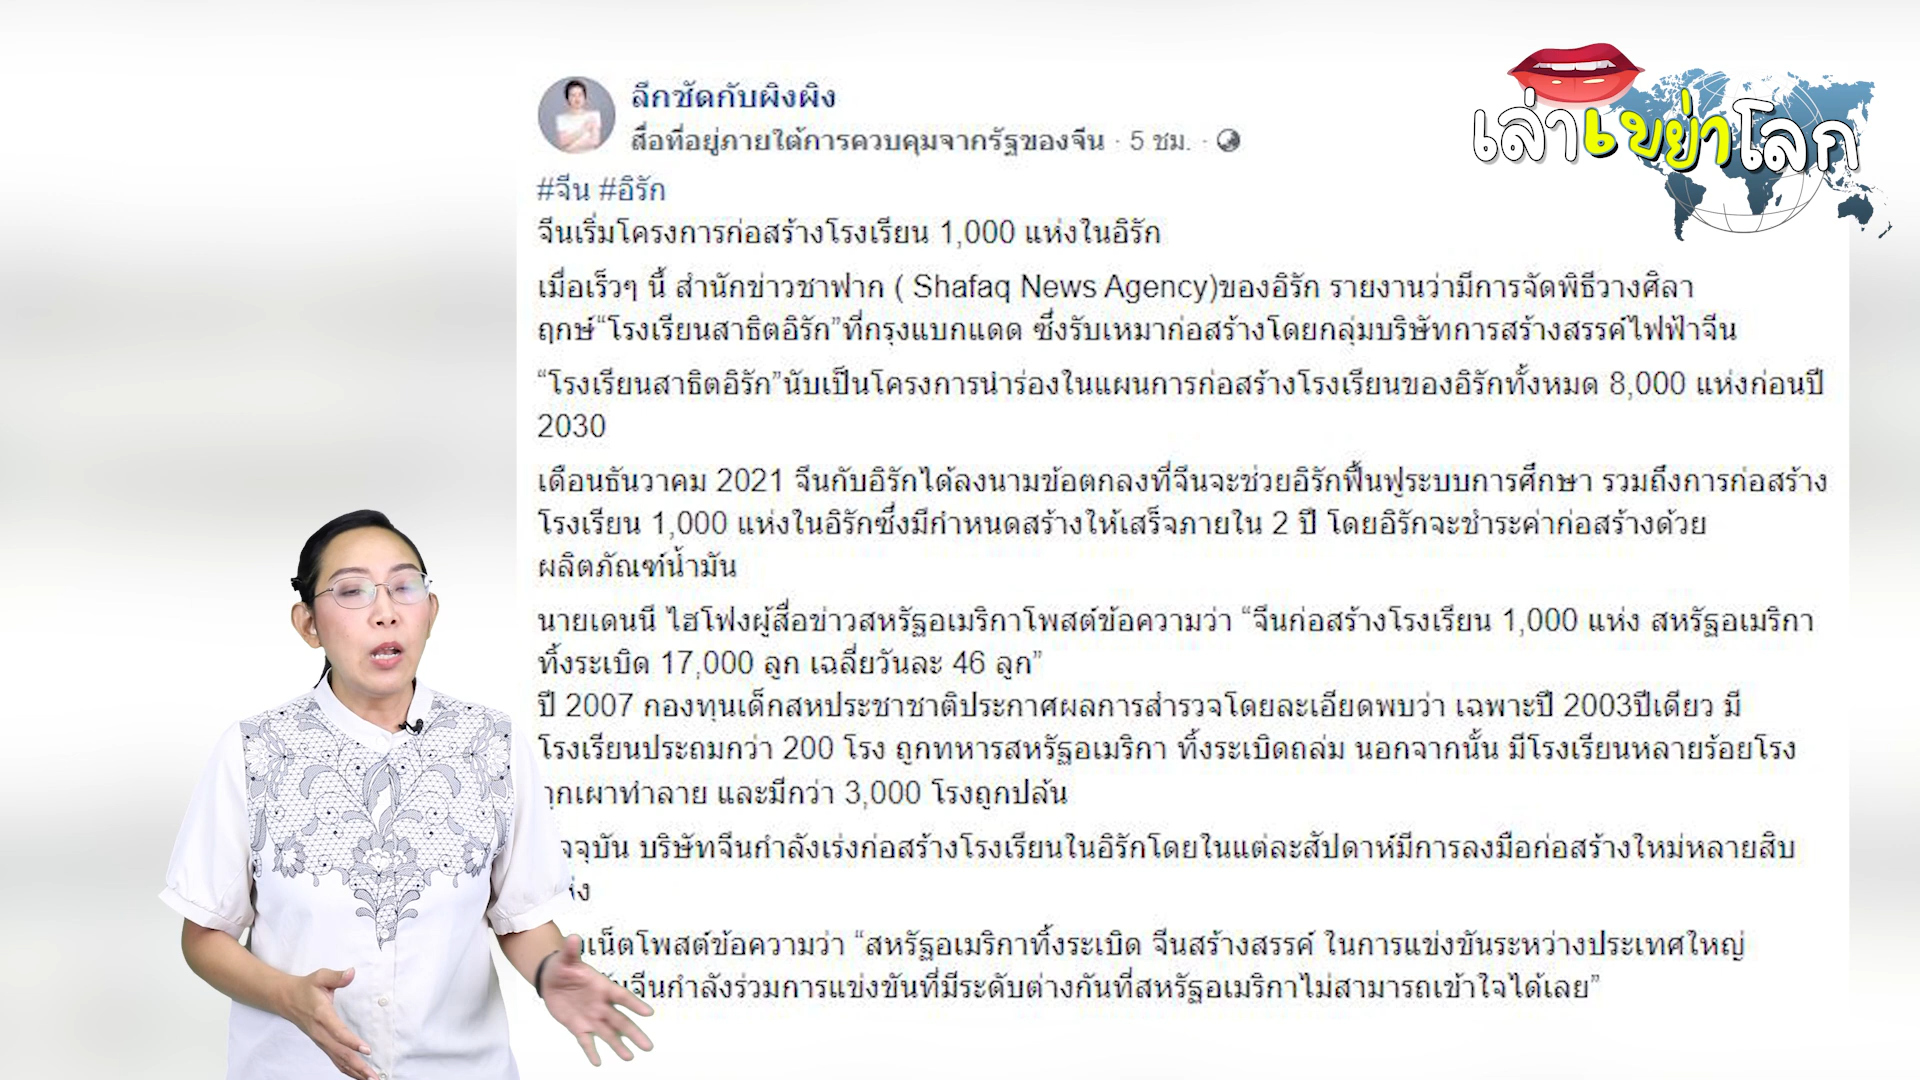 ลึกชัดกับผิงผิง
สื่อที่อยู่ภายใต้การควบคุมจากรัฐของจีน · 5 ชม. ·
เล่าเขย่าโลก
#จีน #อิรัก
จีนเริ่มโครงการก่อสร้างโรงเรียน 1,000 แห่งในอิรัก
เมื่อเร็วๆ นี้ สำนักข่าวชาฟาก ( Shafaq News Agency)ของอิรัก รายงานว่ามีการจัดพิธีวางศิลา
ฤกษ์“โรงเรียนสาธิตอิรัก”ที่กรุงแบกแดด ซึ่งรับเหมาก่อสร้างโดยกลุ่มบริษัทการสร้างสรรค์ไฟฟ้าจีน
“โรงเรียนสาธิตอิรัก”นับเป็นโครงการนำร่องในแผนการก่อสร้างโรงเรียนของอิรักทั้งหมด 8,000 แห่งก่อนปี
2030
เดือนธันวาคม 2021 จีนกับอิรักได้ลงนามข้อตกลงที่จีนจะช่วยอิรักฟื้นฟูระบบการศึกษา รวมถึงการก่อสร้าง
โรงเรียน 1,000 แห่งในอิรักซึ่งมีกำหนดสร้างให้เสร็จภายใน 2 ปี โดยอิรักจะชำระค่าก่อสร้างด้วย
ผลิตภัณฑ์น้ำมัน
นายเดนนี ไฮโฟงผู้สื่อข่าวสหรัฐอเมริกาโพสต์ข้อความว่า “จีนก่อสร้างโรงเรียน 1,000 แห่ง สหรัฐอเมริกา
ทิ้งระเบิด 17,000 ลูก เฉลี่ยวันละ 46 ลูก”
ปี 2007 กองทุนเด็กสหประชาชาติประกาศผลการสำรวจโดยละเอียดพบว่า เฉพาะปี 2003ปีเดียว มี
โรงเรียนประถมกว่า 200 โรง ถูกทหารสหรัฐอเมริกา ทิ้งระเบิดถล่ม นอกจากนั้น มีโรงเรียนหลายร้อยโรง
ถูกเผาทำลาย และมีกว่า 3,000 โรงถูกปล้น
จุบัน บริษัทจีนกำลังเร่งก่อสร้างโรงเรียนในอิรักโดยในแต่ละสัปดาห์มีการลงมือก่อสร้างใหม่หลายสิบ
เน็ตโพสต์ข้อความว่า “สหรัฐอเมริกาทิ้งระเบิด จีนสร้างสรรค์ ในการแข่งขันระหว่างประเทศใหญ่
จีนกำลังร่วมการแข่งขันที่มีระดับต่างกันที่สหรัฐอเมริกาไม่สามารถเข้าใจได้เลย”